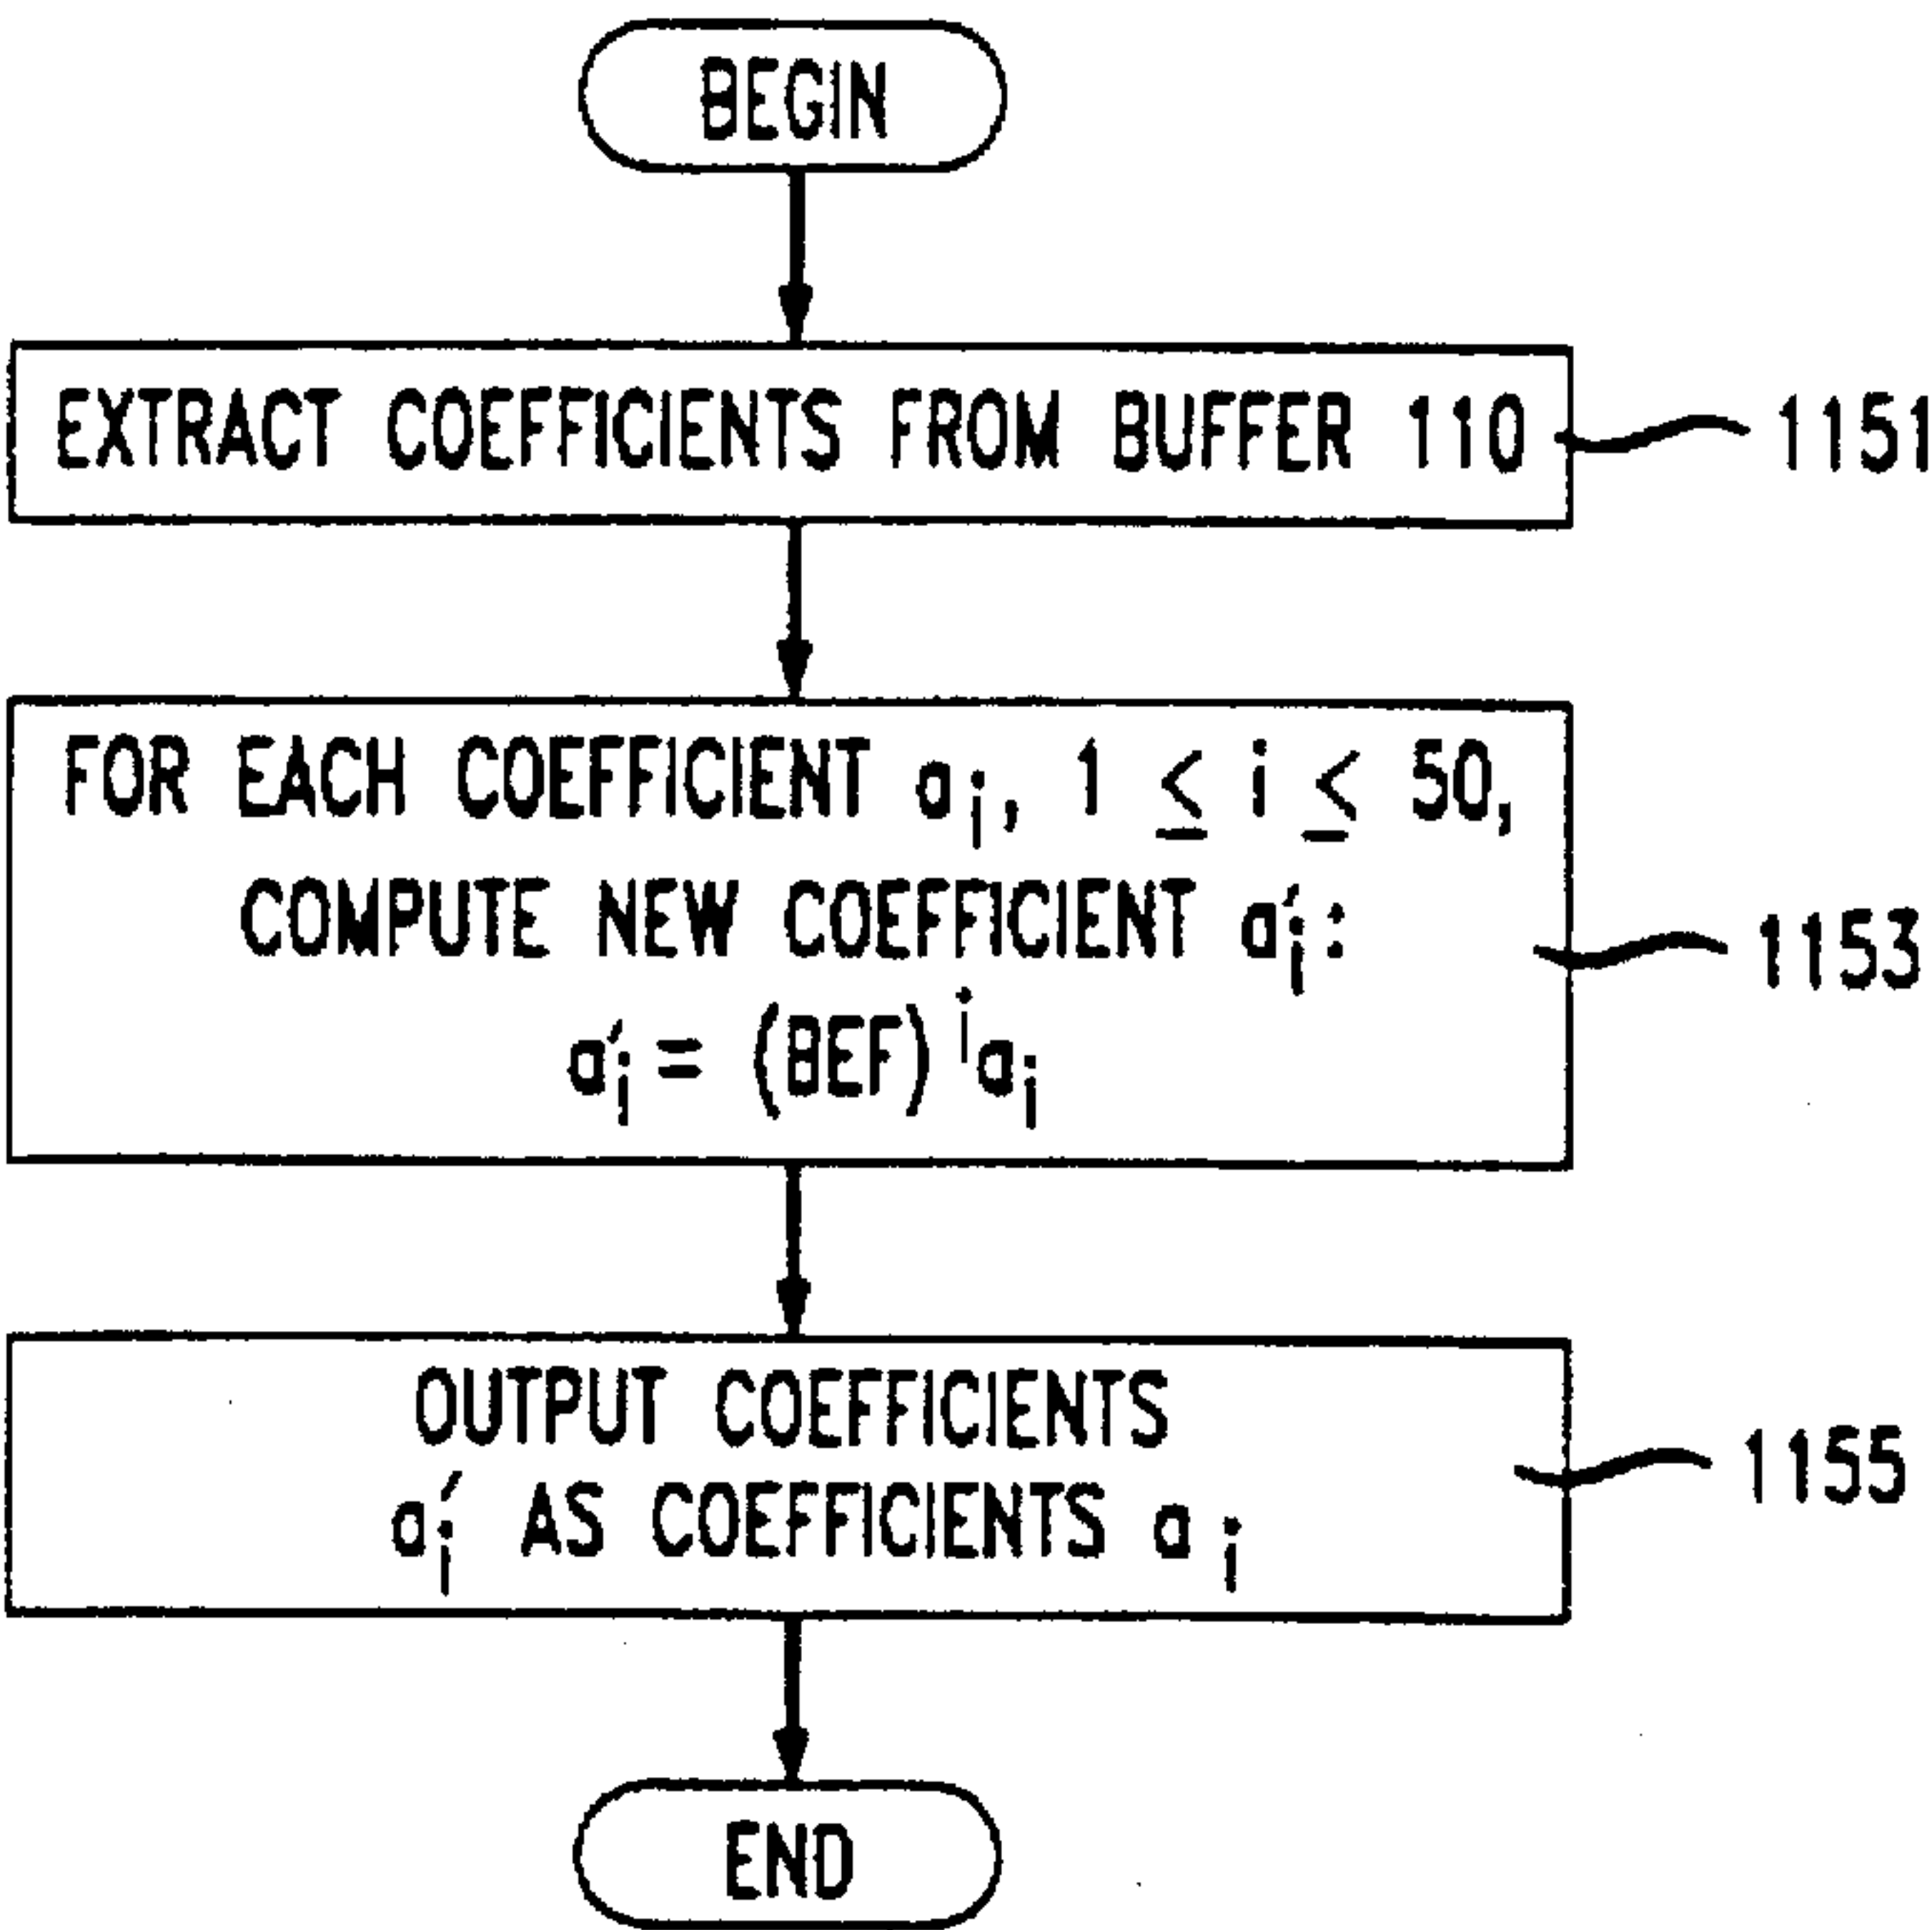 BEGIN
EXTRACT COEFFICIENTS FROM BUFFER 110
1151
FOR EACH COEFFICIENT aᵢ, 1 ≤ i ≤ 50,
COMPUTE NEW COEFFICIENT a′ᵢ:
a′ᵢ = (BEF)ⁱaᵢ
1153
OUTPUT COEFFICIENTS
a′ᵢ AS COEFFICIENTS aᵢ
1155
END